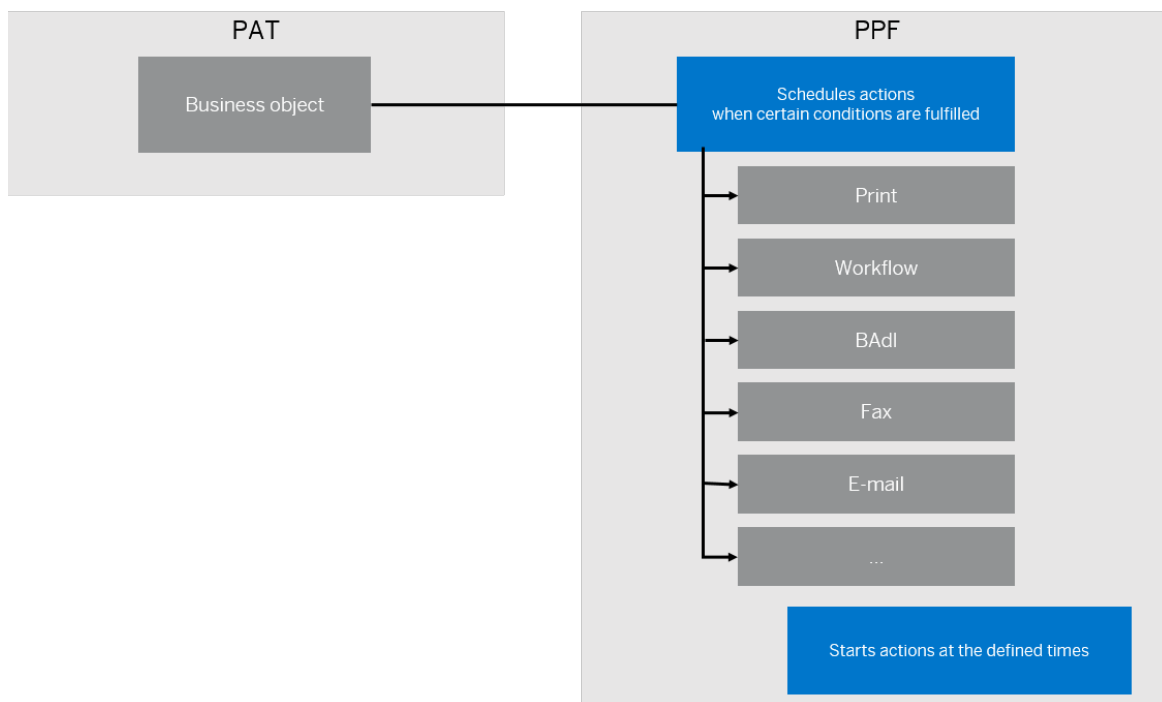 PAT
Business object
PPF
Schedules actions
when certain conditions are fulfilled
Print
Workflow
BAdl
Fax
E-mail
...
Starts actions at the defined times